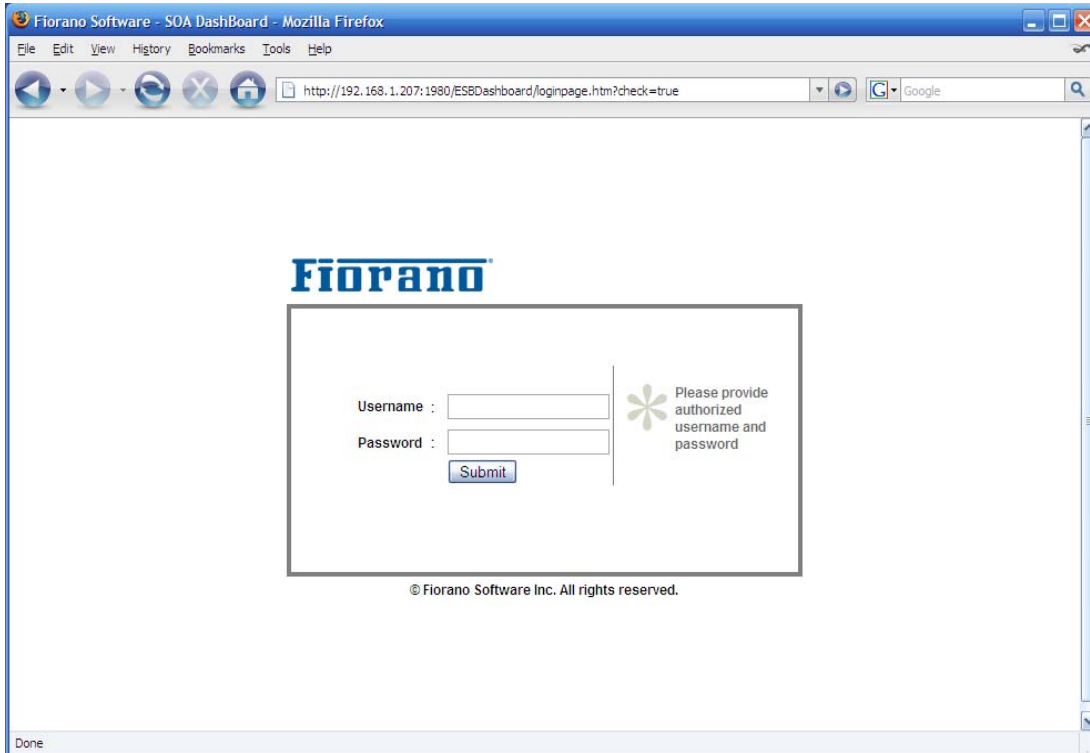 Fiorano Software - SOA DashBoard - Mozilla Firefox
File Edit View History Bookmarks Tools Help
http://192.168.1.207:1980/ESBDashboard/loginpage.htm?check=true
G Google
Fiorano
Username :
Password :
Submit
Please provide
authorized
username and
password
© Fiorano Software Inc. All rights reserved.
Done